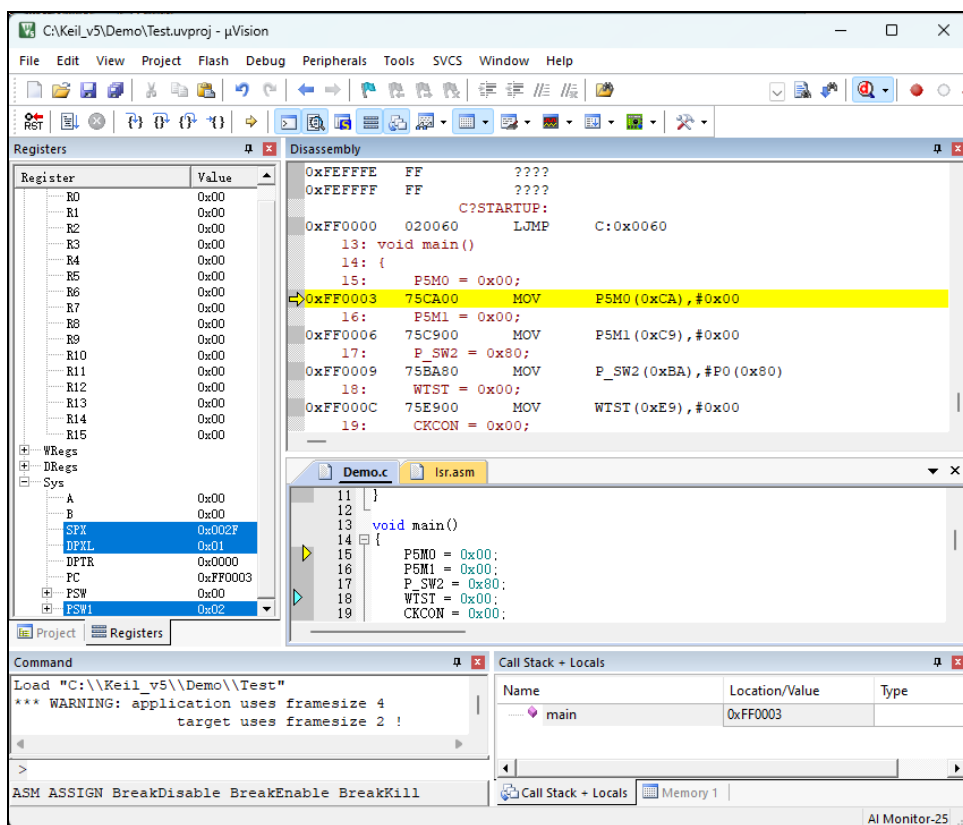 C:\Keil_v5\Demo\Test.uvproj - µVision
File Edit View Project Flash Debug Peripherals Tools SVCS Window Help
RST
Registers
Register Value
R0 0x00
R1 0x00
R2 0x00
R3 0x00
R4 0x00
R5 0x00
R6 0x00
R7 0x00
R8 0x00
R9 0x00
R10 0x00
R11 0x00
R12 0x00
R13 0x00
R14 0x00
R15 0x00
WRegs
DRegs
Sys
A 0x00
B 0x00
SPX 0x002F
DPXL 0x01
DPTR 0x0000
PC 0xFF0003
PSW 0x00
PSW1 0x02
Project Registers
Disassembly
0xFEFFFE FF ????
0xFEFFFF FF ????
C?STARTUP:
0xFF0000 020060 LJMP C:0x0060
13: void main()
14: {
15: P5M0 = 0x00;
0xFF0003 75CA00 MOV P5M0(0xCA),#0x00
16: P5M1 = 0x00;
0xFF0006 75C900 MOV P5M1(0xC9),#0x00
17: P_SW2 = 0x80;
0xFF0009 75BA80 MOV P_SW2(0xBA),#P0(0x80)
18: WTST = 0x00;
0xFF000C 75E900 MOV WTST(0xE9),#0x00
19: CKCON = 0x00;
Demo.c Isr.asm
11 }
12
13 void main()
14 {
15 P5M0 = 0x00;
16 P5M1 = 0x00;
17 P_SW2 = 0x80;
18 WTST = 0x00;
19 CKCON = 0x00;
Command
Load "C:\\Keil_v5\\Demo\\Test"
*** WARNING: application uses framesize 4
target uses framesize 2 !
>
ASM ASSIGN BreakDisable BreakEnable BreakKill
Call Stack + Locals
Name Location/Value Type
main 0xFF0003
Call Stack + Locals Memory 1
AI Monitor-25